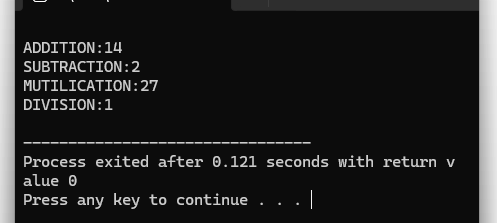 ADDITION:14
SUBTRACTION:2
MUTILICATION:27
DIVISION:1
--------------------------------
Process exited after 0.121 seconds with return v
alue 0
Press any key to continue . . .